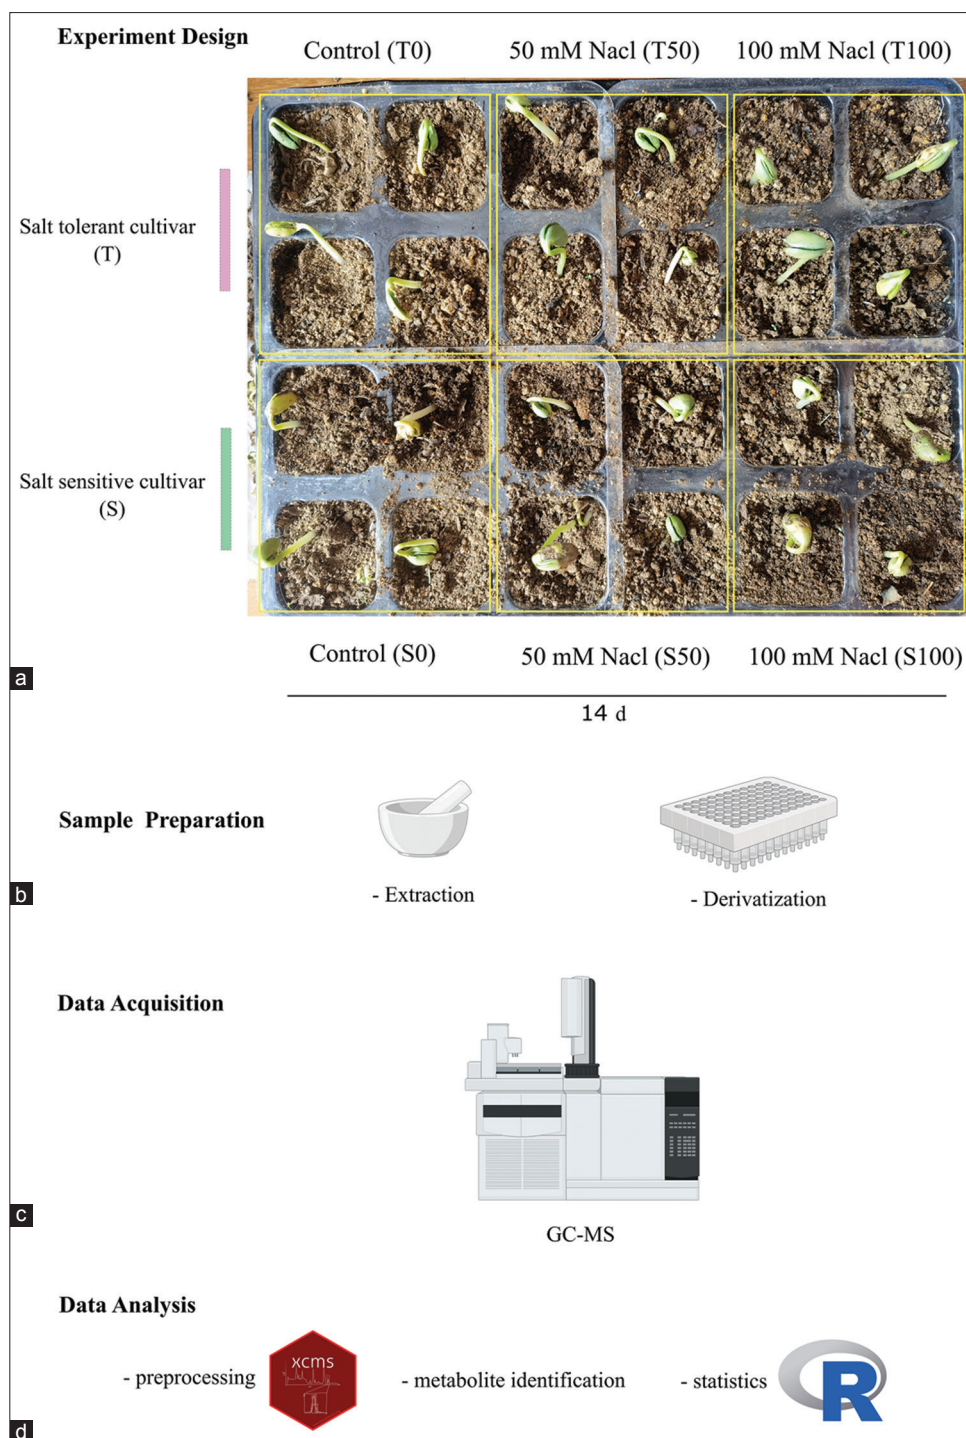 Experiment Design
Control (T0)
50 mM Nacl (T50)
100 mM Nacl (T100)
Salt tolerant cultivar
(T)
Salt sensitive cultivar
(S)
Control (S0)
50 mM Nacl (S50)
100 mM Nacl (S100)
a
14 d
Sample Preparation
- Extraction
- Derivatization
b
Data Acquisition
GC-MS
c
Data Analysis
- preprocessing
xcms
- metabolite identification
- statistics
R
d